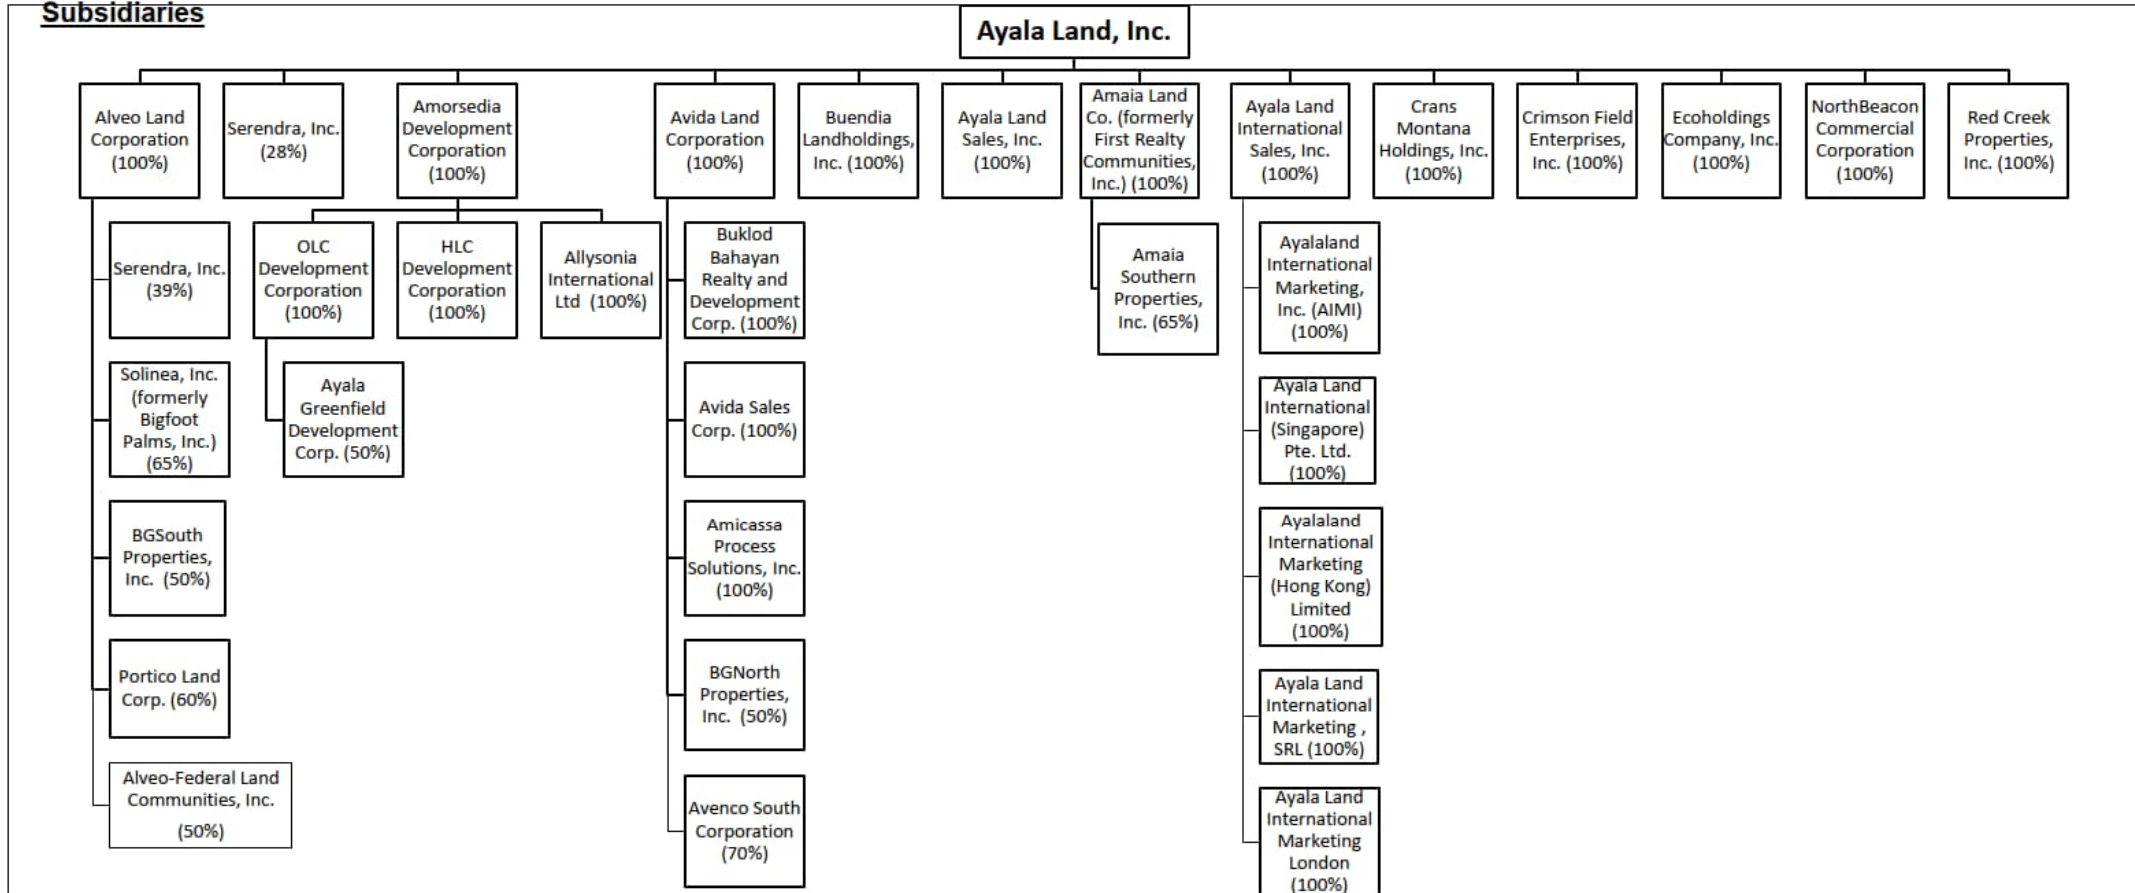 Subsidiaries
Ayala Land, Inc.
Alveo Land
Corporation
(100%)
Serendra, Inc.
(28%)
Amorsedia
Development
Corporation
(100%)
Avida Land
Corporation
(100%)
Buendia
Landholdings,
Inc. (100%)
Ayala Land
Sales, Inc.
(100%)
Amaia Land
Co. (formerly
First Realty
Communities,
Inc.) (100%)
Ayala Land
International
Sales, Inc.
(100%)
Crans
Montana
Holdings, Inc.
(100%)
Crimson Field
Enterprises,
Inc. (100%)
Ecoholdings
Company, Inc.
(100%)
NorthBeacon
Commercial
Corporation
(100%)
Red Creek
Properties,
Inc. (100%)
Serendra, Inc.
(39%)
OLC
Development
Corporation
(100%)
HLC
Development
Corporation
(100%)
Allysonia
International
Ltd (100%)
Buklod
Bahayan
Realty and
Development
Corp. (100%)
Amaia
Southern
Properties,
Inc. (65%)
Ayalaland
International
Marketing,
Inc. (AIMI)
(100%)
Solinea, Inc.
(formerly
Bigfoot
Palms, Inc.)
(65%)
Ayala
Greenfield
Development
Corp. (50%)
Avida Sales
Corp. (100%)
Ayala Land
International
(Singapore)
Pte. Ltd.
(100%)
BGSouth
Properties,
Inc. (50%)
Amicassa
Process
Solutions, Inc.
(100%)
Ayalaland
International
Marketing
(Hong Kong)
Limited
(100%)
Portico Land
Corp. (60%)
BGNorth
Properties,
Inc. (50%)
Ayala Land
International
Marketing ,
SRL (100%)
Alveo-Federal Land
Communities, Inc.
(50%)
Avenco South
Corporation
(70%)
Ayala Land
International
Marketing
London
(100%)